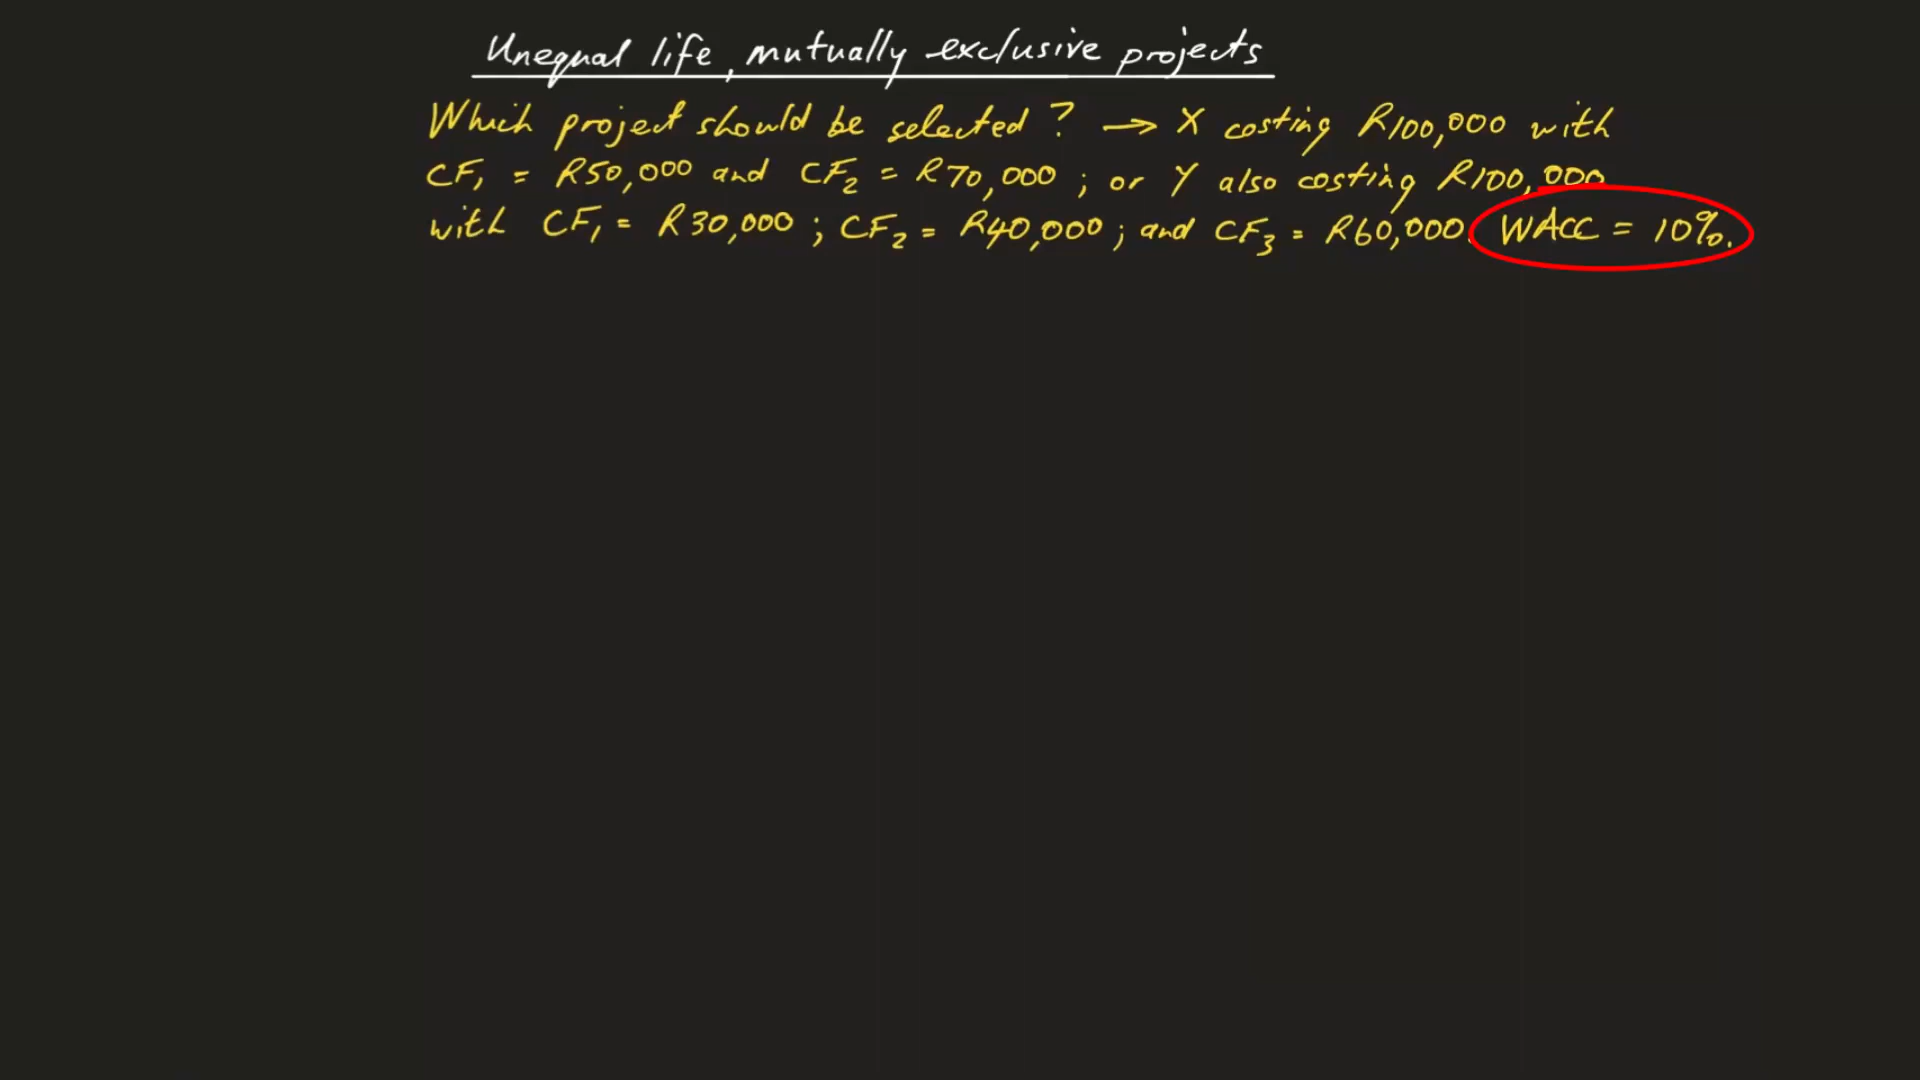 Unequal life, mutually exclusive projects
Which project should be selected? → X costing R100,000 with
CF₁ = R50,000 and CF₂ = R70,000; or Y also costing R100,000
with CF₁ = R30,000; CF₂ = R40,000; and CF₃ = R60,000. WACC = 10%.